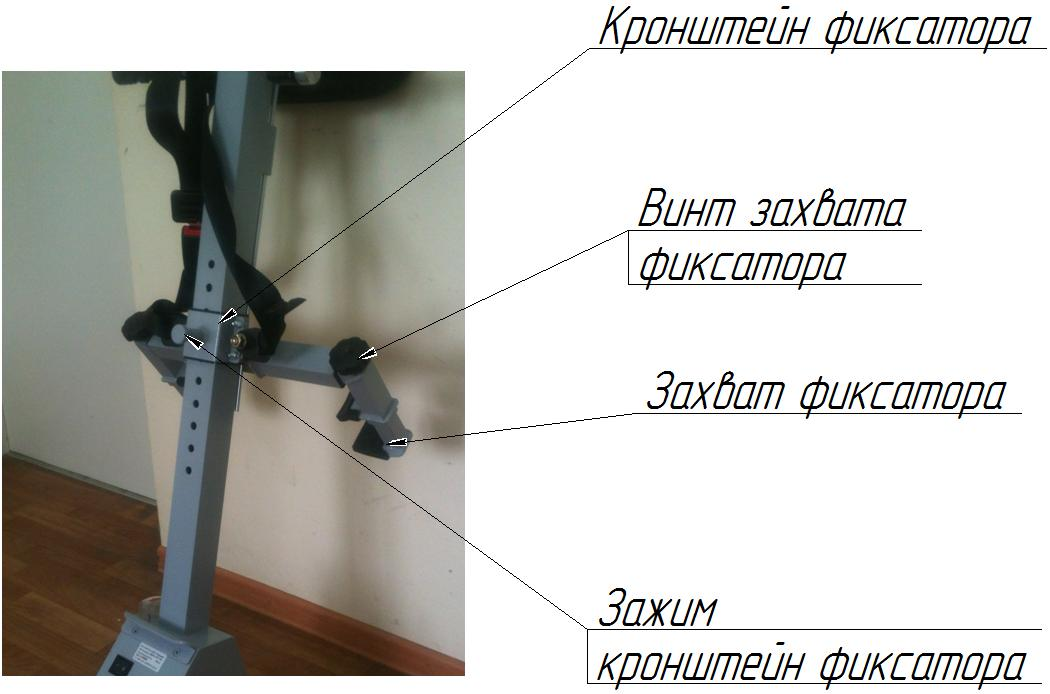 Кронштейн фиксатора
Винт захвата
фиксатора
Захват фиксатора
Зажим
кронштейн фиксатора